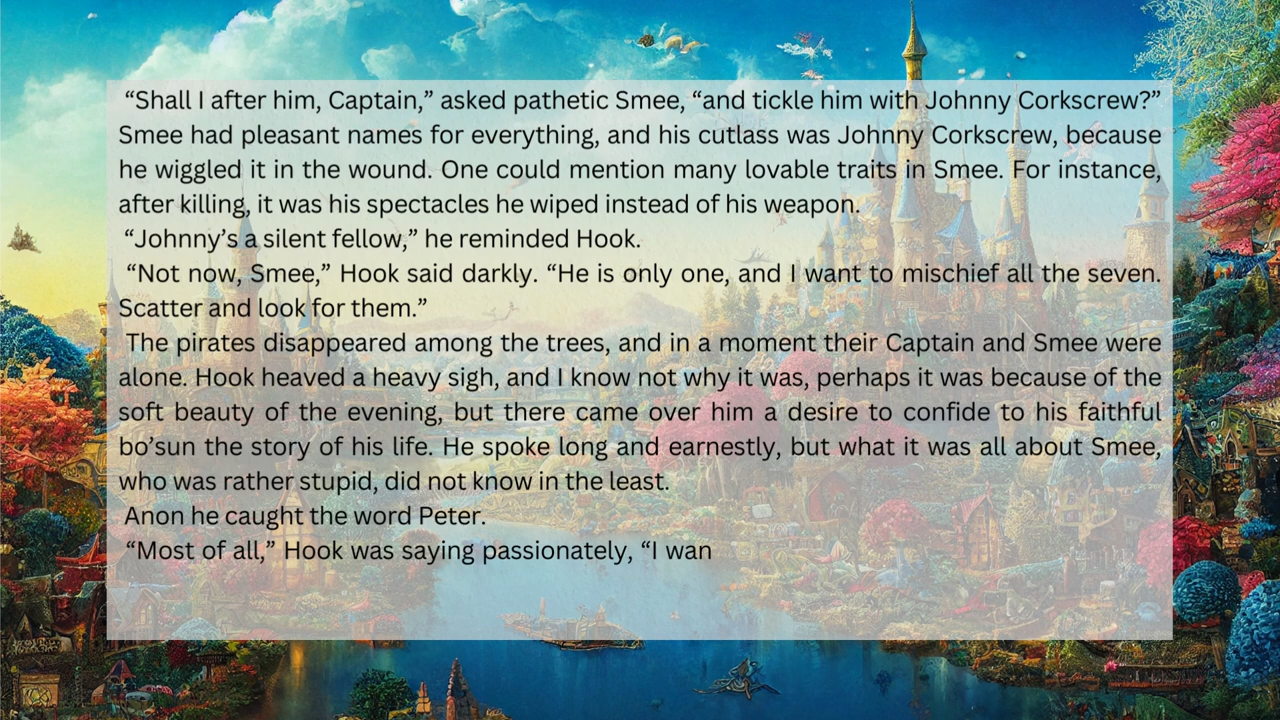 “Shall I after him, Captain,” asked pathetic Smee, “and tickle him with Johnny Corkscrew?”
Smee had pleasant names for everything, and his cutlass was Johnny Corkscrew, because
he wiggled it in the wound. One could mention many lovable traits in Smee. For instance,
after killing, it was his spectacles he wiped instead of his weapon.
“Johnny’s a silent fellow,” he reminded Hook.
“Not now, Smee,” Hook said darkly. “He is only one, and I want to mischief all the seven.
Scatter and look for them.”
The pirates disappeared among the trees, and in a moment their Captain and Smee were
alone. Hook heaved a heavy sigh, and I know not why it was, perhaps it was because of the
soft beauty of the evening, but there came over him a desire to confide to his faithful
bo’sun the story of his life. He spoke long and earnestly, but what it was all about Smee,
who was rather stupid, did not know in the least.
Anon he caught the word Peter.
“Most of all,” Hook was saying passionately, “I wan